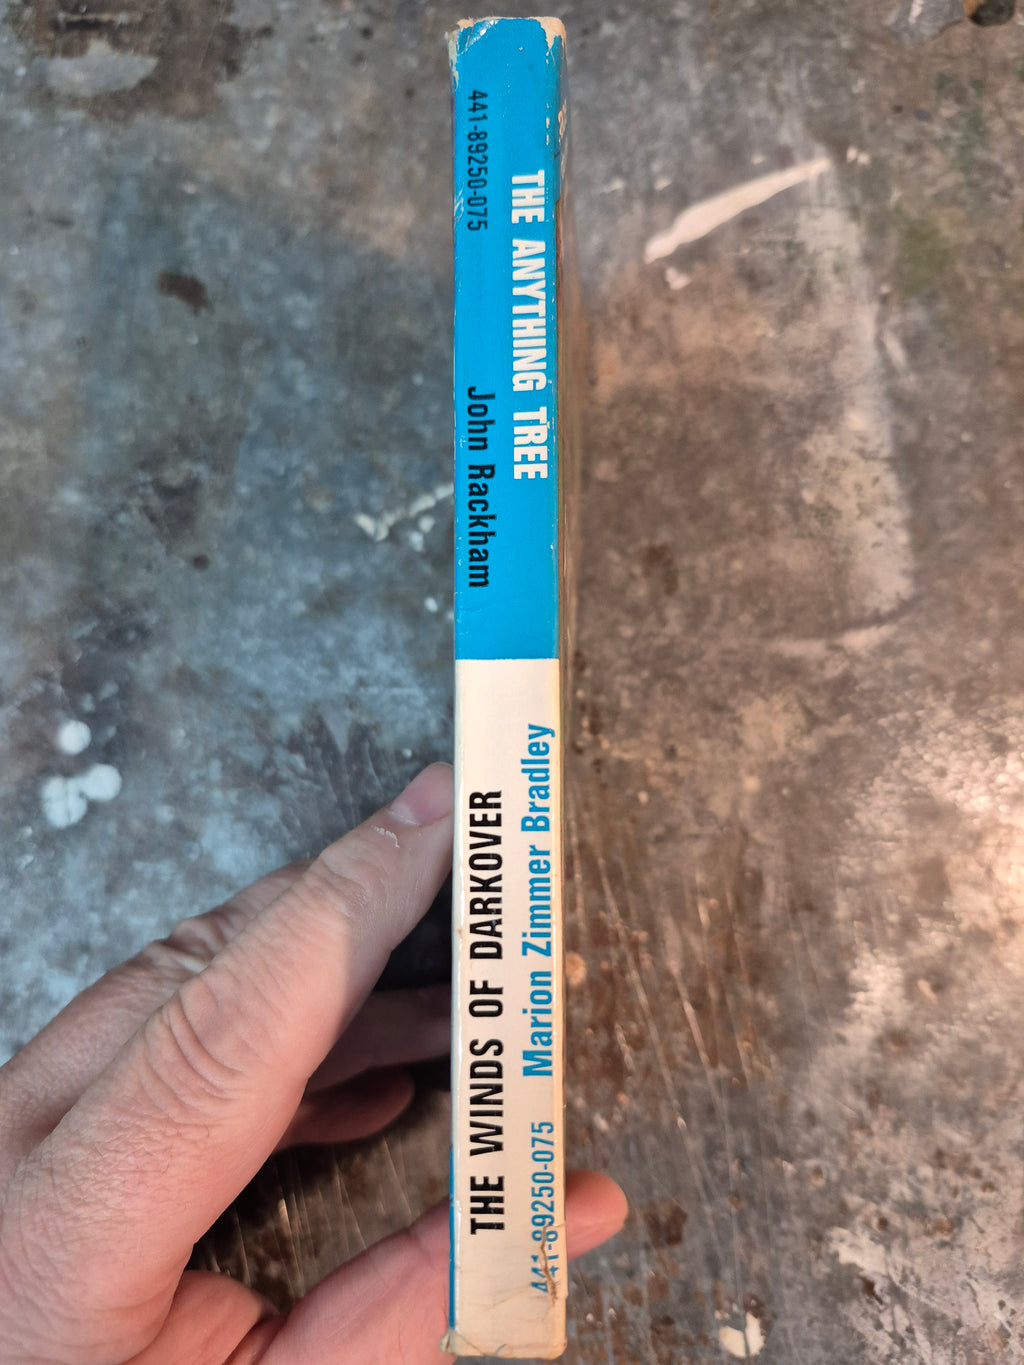 THE ANYTHING TREE
441-89250-075
John Rackham
THE WINDS OF DARKOVER
441-89250-075
Marion Zimmer Bradley